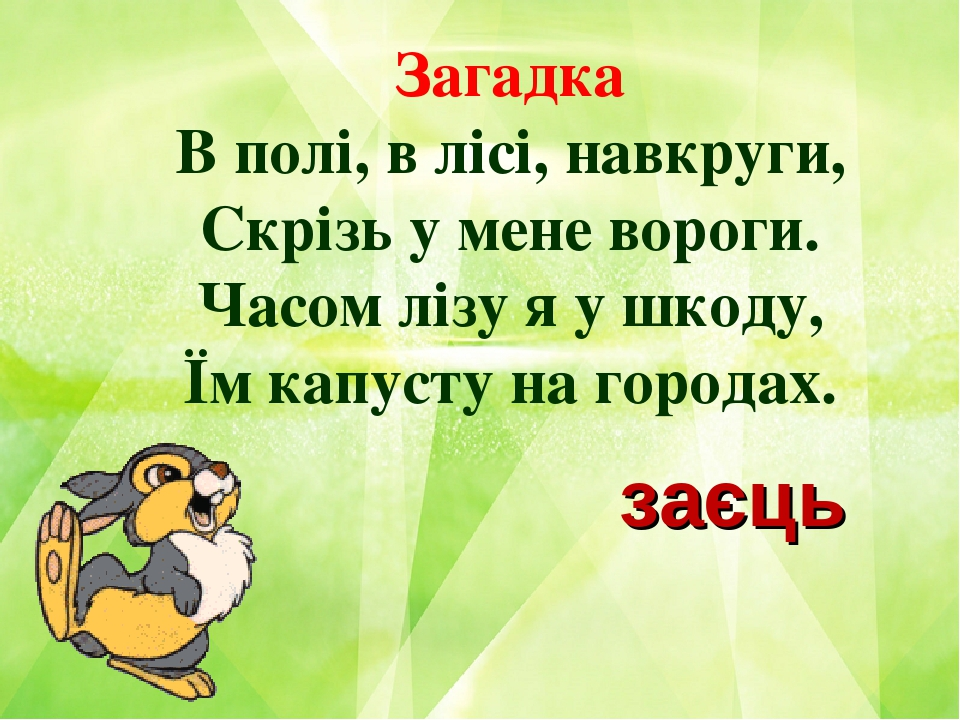 Загадка
В полі, в лісі, навкруги,
Скрізь у мене вороги.
Часом лізу я у шкоду,
Їм капусту на городах.
заєць